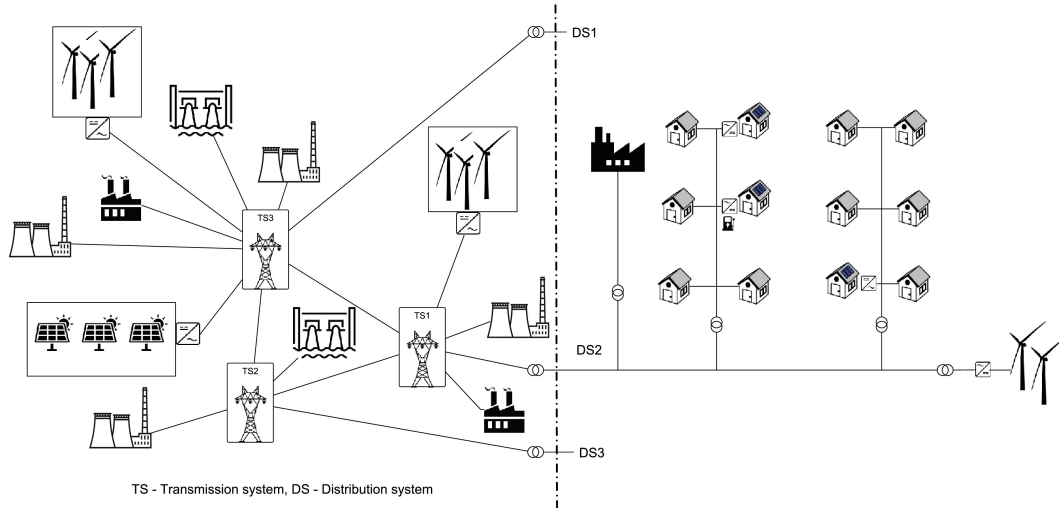 DS1
TS3
TS1
DS2
TS2
DS3
TS - Transmission system, DS - Distribution system